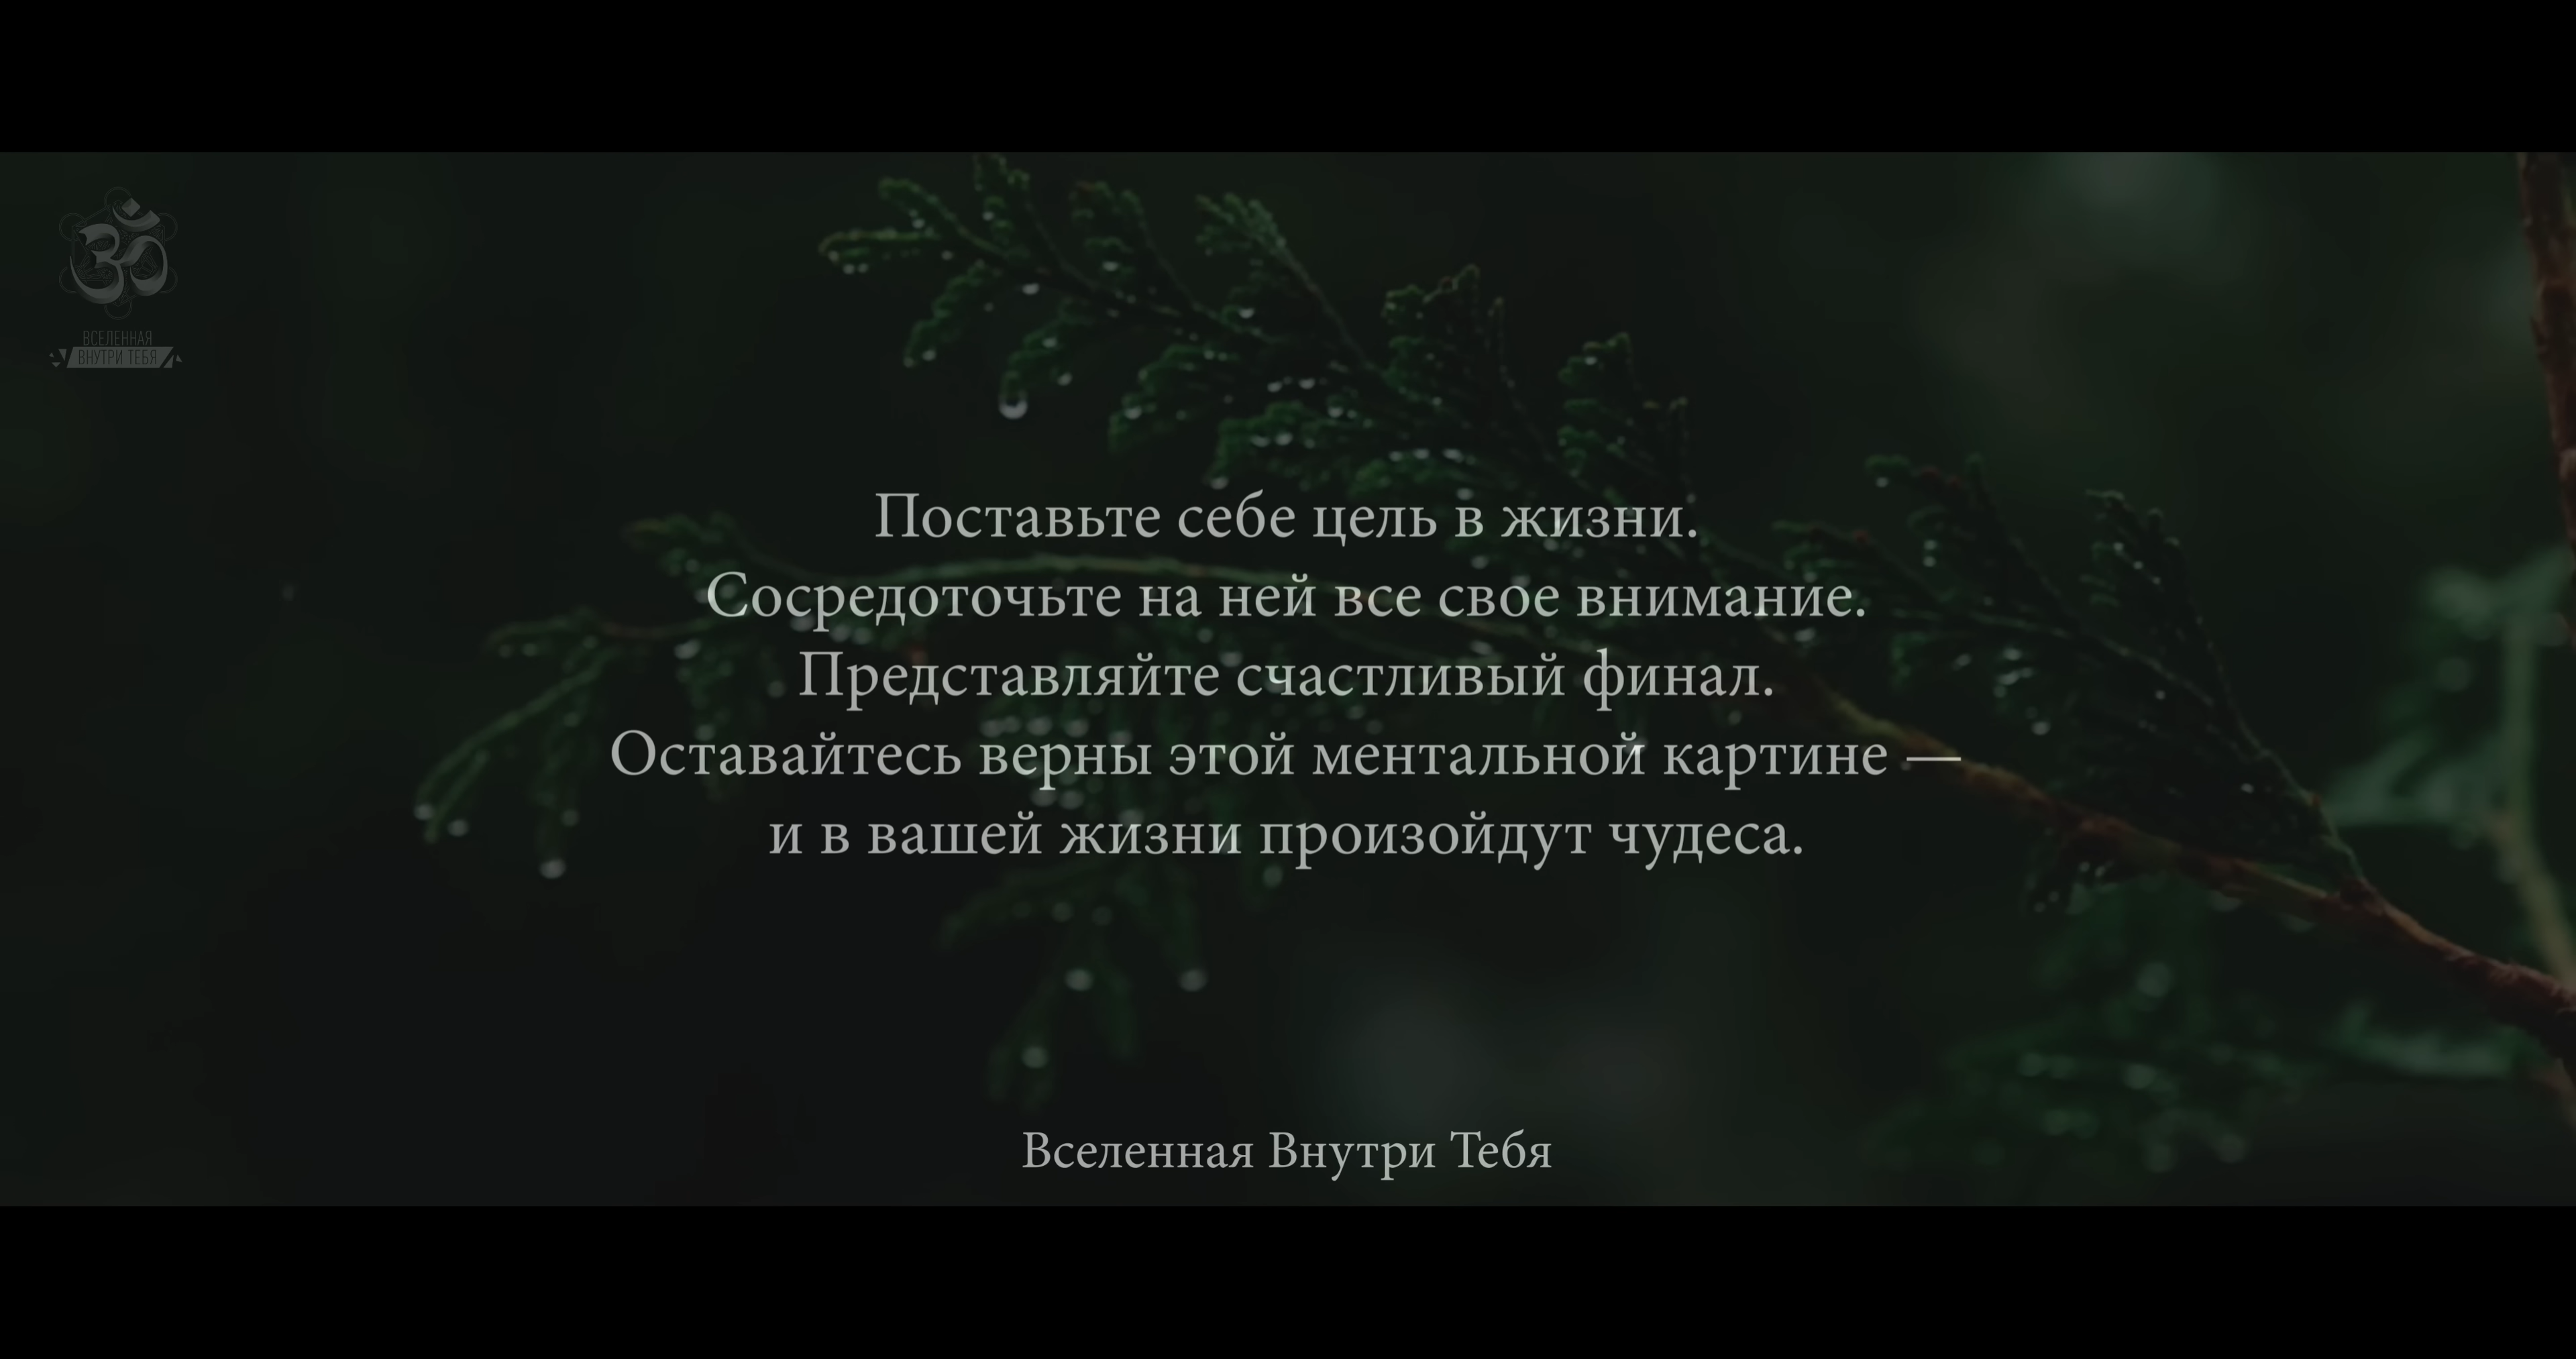 ВСЕЛЕННАЯ
ВНУТРИ ТЕБЯ
Поставьте себе цель в жизни.
Сосредоточьте на ней все свое внимание.
Представляйте счастливый финал.
Оставайтесь верны этой ментальной картине —
и в вашей жизни произойдут чудеса.
Вселенная Внутри Тебя